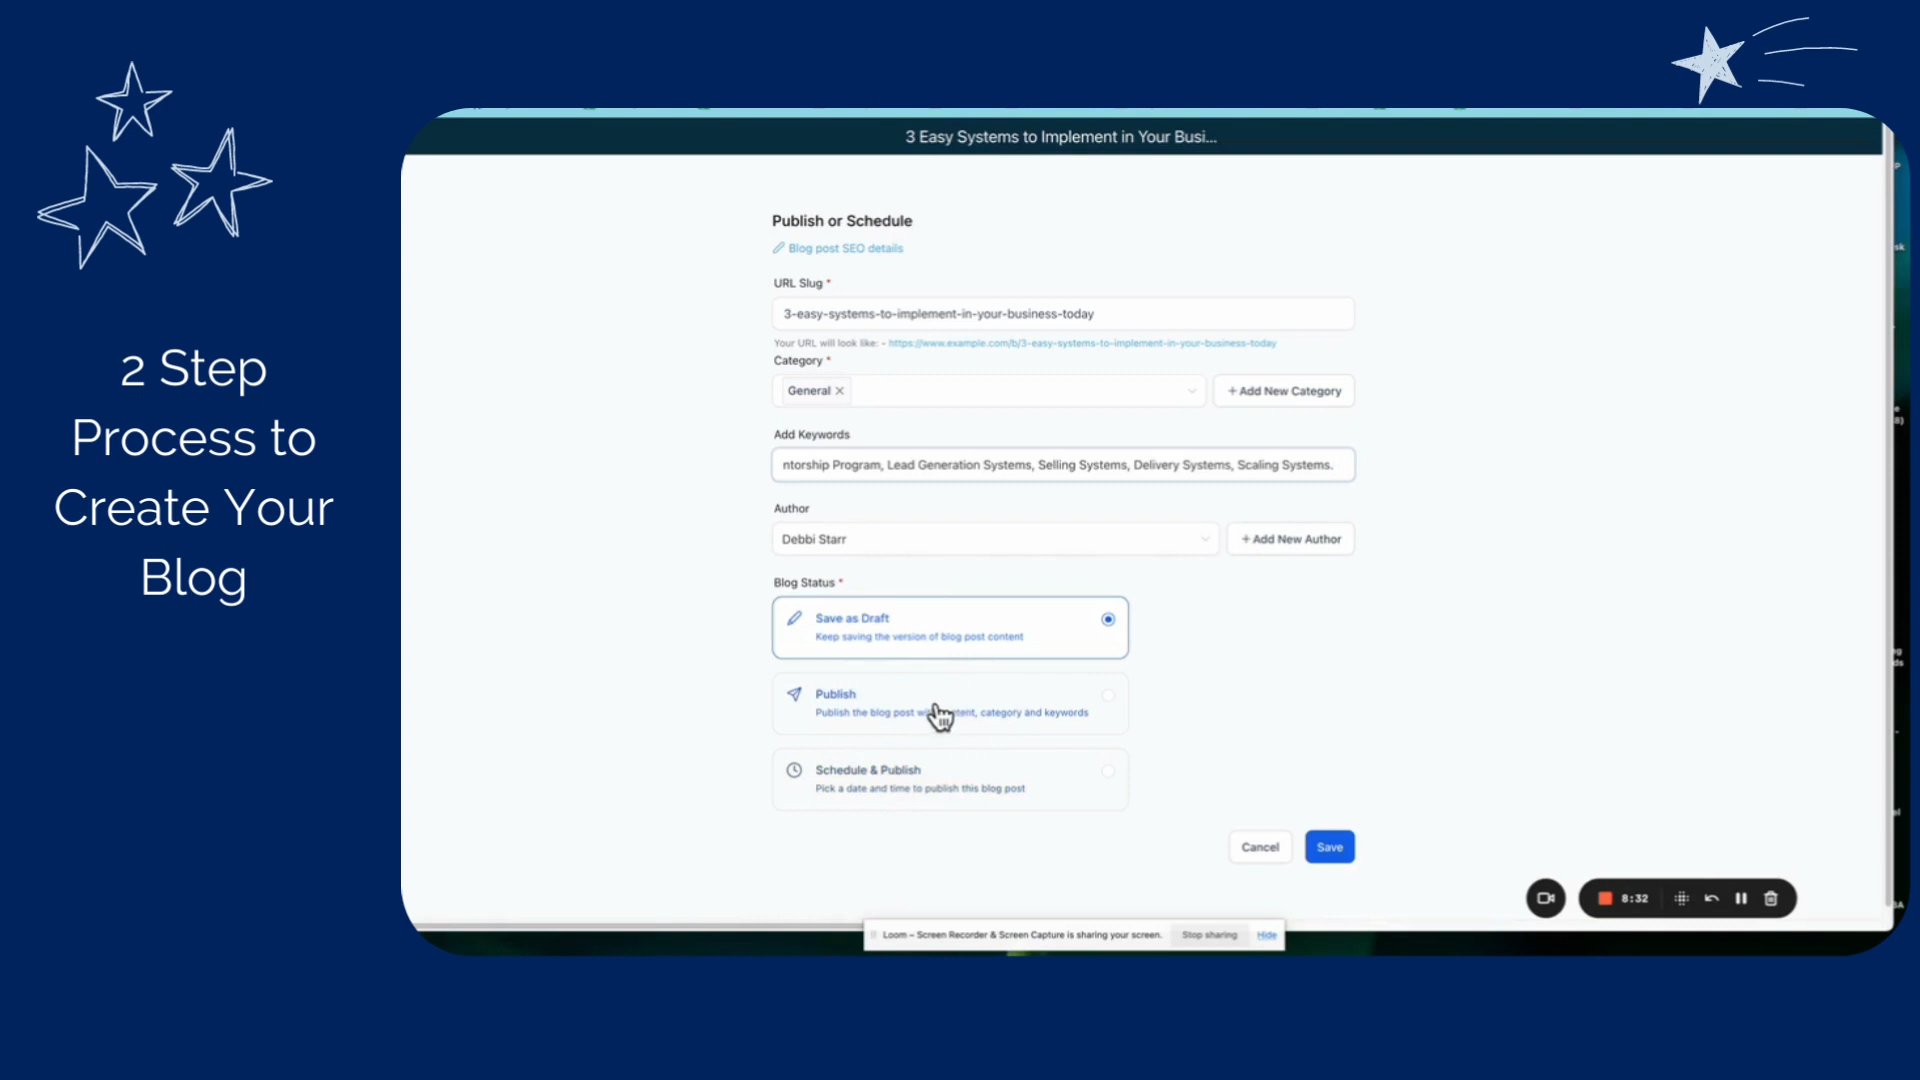 2 Step
Process to
Create Your
Blog
3 Easy Systems to Implement in Your Busi...
Publish or Schedule
Blog post SEO details
URL Slug *
3-easy-systems-to-implement-in-your-business-today
Your URL will look like: - https://www.example.com/b/3-easy-systems-to-implement-in-your-business-today
Category *
General ×
+ Add New Category
Add Keywords
ntorship Program, Lead Generation Systems, Selling Systems, Delivery Systems, Scaling Systems.
Author
Debbi Starr
+ Add New Author
Blog Status *
Save as Draft
Keep saving the version of blog post content
Publish
Publish the blog post tent, category and keywords
Schedule & Publish
Pick a date and time to publish this blog post
Cancel
Save
8:32
Loom – Screen Recorder & Screen Capture is sharing your screen.
Stop sharing
Hide